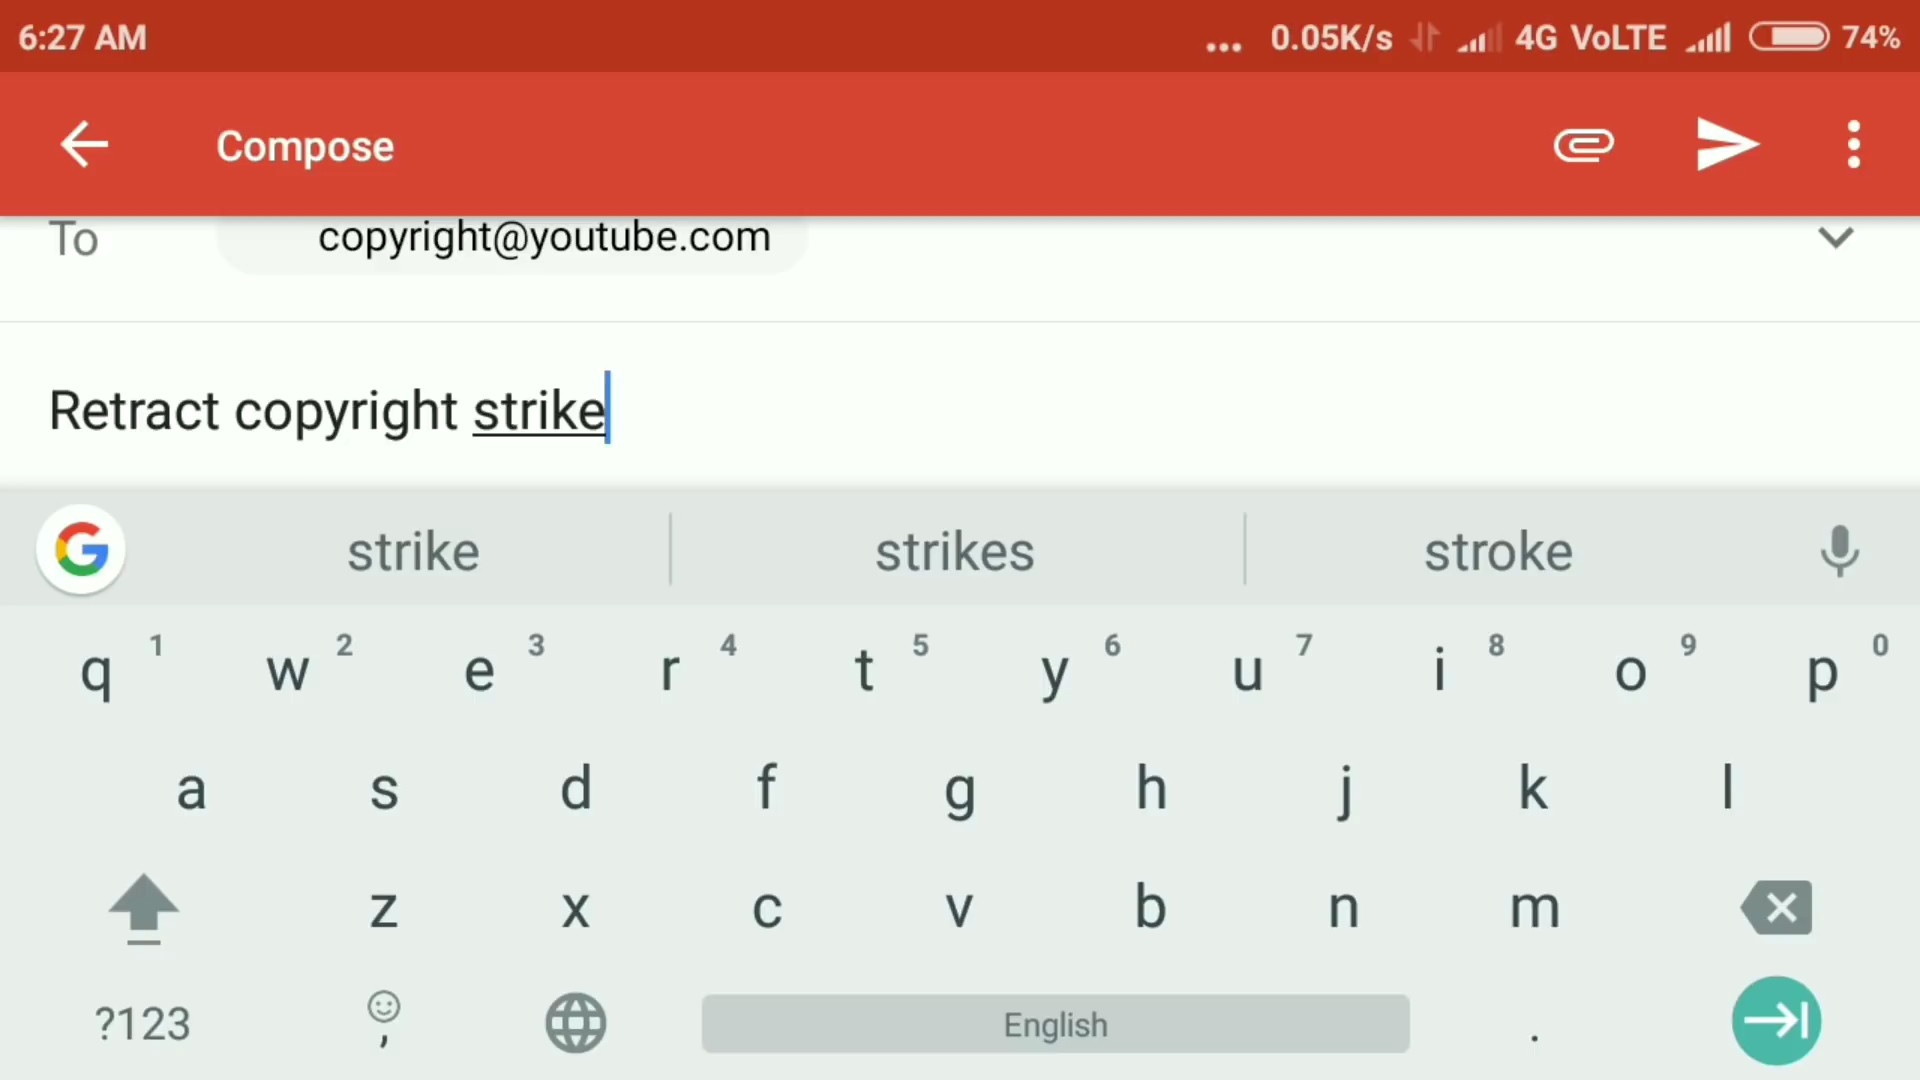 6:27 AM ... 0.05K/s 4G VoLTE 74%
Compose
To copyright@youtube.com
Retract copyright strike
strike strikes stroke
q 1 w 2 e 3 r 4 t 5 y 6 u 7 i 8 o 9 p 0
a s d f g h j k l
z x c v b n m
?123 , English .